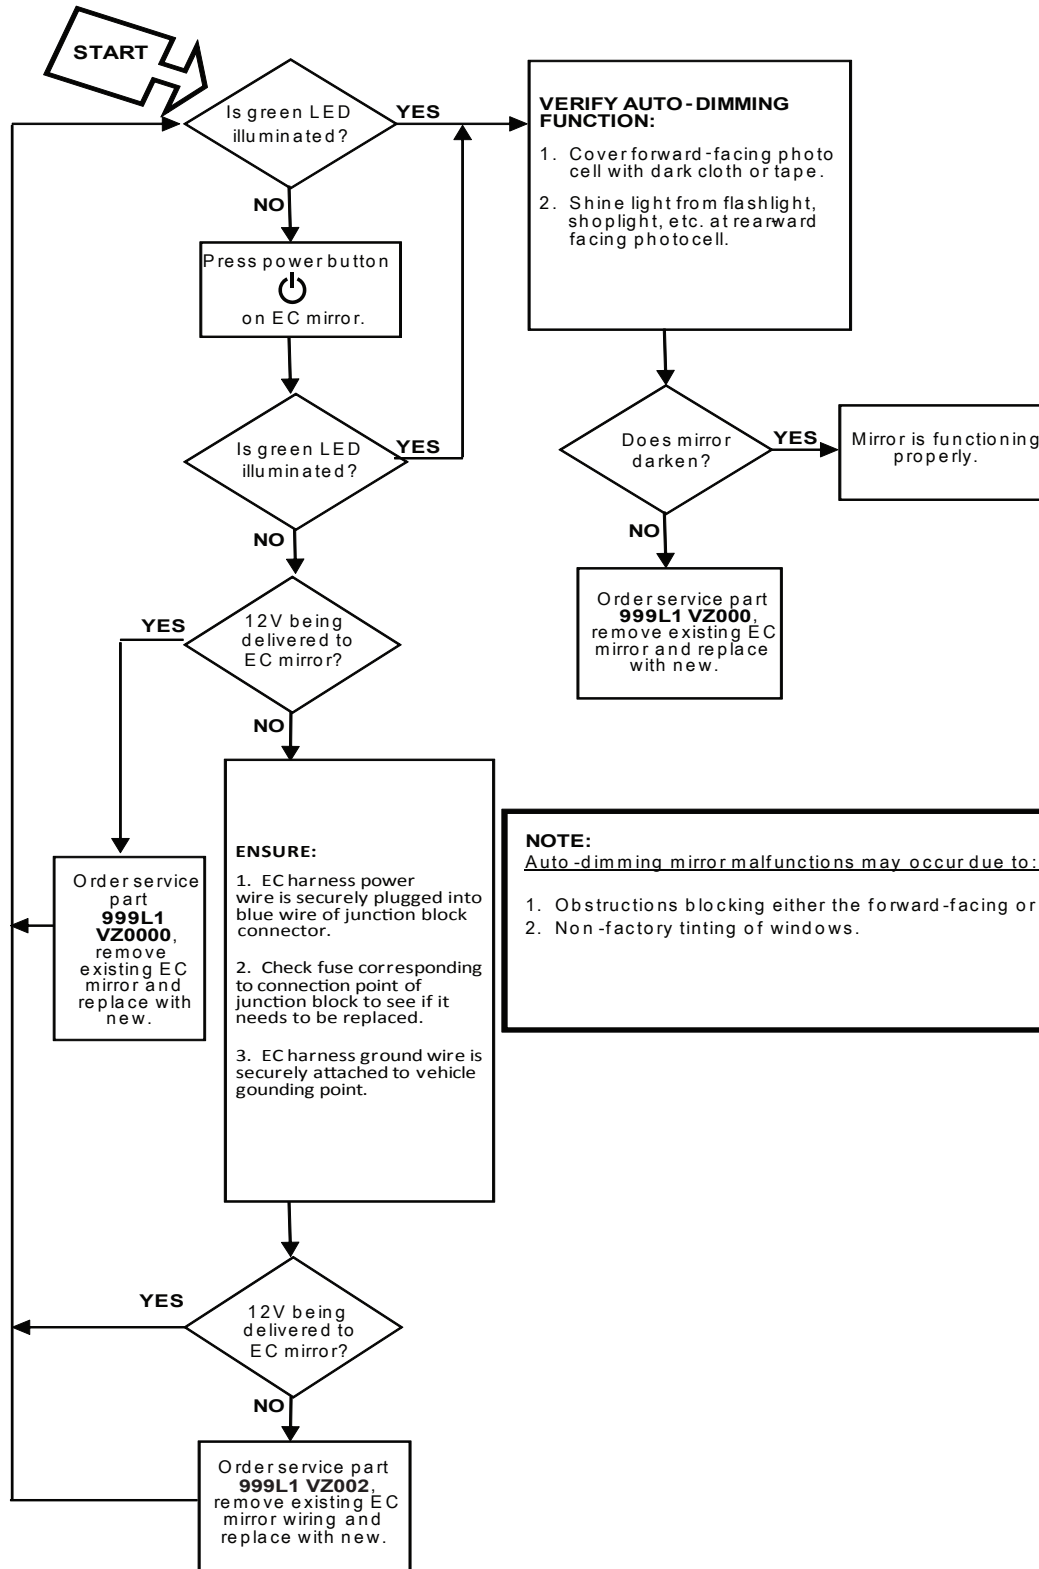 START
Is green LED
illuminated?
YES
NO
Press power button
on EC mirror.
Is green LED
illuminated?
YES
NO
12V being
delivered to
EC mirror?
YES
NO
Order service
part
999L1
VZ0000,
remove
existing EC
mirror and
replace with
new.
ENSURE:
1. EC harness power
wire is securely plugged into
blue wire of junction block
connector.
2. Check fuse corresponding
to connection point of
junction block to see if it
needs to be replaced.
3. EC harness ground wire is
securely attached to vehicle
gounding point.
12V being
delivered to
EC mirror?
YES
NO
Order service part
999L1 VZ002,
remove existing EC
mirror wiring and
replace with new.
VERIFY AUTO-DIMMING
FUNCTION:
1. Cover forward-facing photo
cell with dark cloth or tape.
2. Shine light from flashlight,
shoplight, etc. at rearward
facing photocell.
Does mirror
darken?
YES
Mirror is functioning
properly.
NO
Order service part
999L1 VZ000,
remove existing EC
mirror and replace
with new.
NOTE:
Auto-dimming mirror malfunctions may occur due to:
1. Obstructions blocking either the forward-facing or
2. Non-factory tinting of windows.